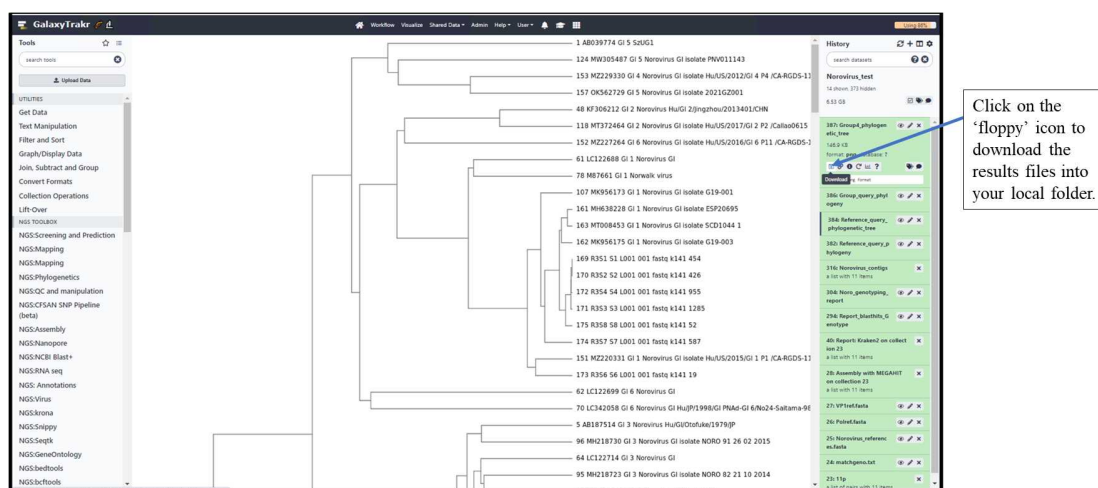 GalaxyTrakr
Workflow Visualize Shared Data Admin Help User
Using 86%
Tools
search tools
Upload Data
UTILITIES
Get Data
Text Manipulation
Filter and Sort
Graph/Display Data
Join, Subtract and Group
Convert Formats
Collection Operations
Lift-Over
NGS TOOLBOX
NGS:Screening and Prediction
NGS:Mapping
NGS:Mapping
NGS:Phylogenetics
NGS:QC and manipulation
NGS:CFSAN SNP Pipeline
(beta)
NGS:Assembly
NGS:Nanopore
NGS:NCBI Blast+
NGS:RNA seq
NGS: Annotations
NGS:Virus
NGS:krona
NGS:Snippy
NGS:Seqtk
NGS:GeneOntology
NGS:bedtools
NGS:bcftools
1 AB039774 GI 5 SzUG1
124 MW305487 GI 5 Norovirus GI isolate PNV011143
153 MZ229330 GI 4 Norovirus GI isolate Hu/US/2012/GI 4 P4 /CA-RGDS-11
157 OK562729 GI 5 Norovirus GI isolate 2021GZ001
48 KF306212 GI 2 Norovirus Hu/GI 2/Jingzhou/2013401/CHN
118 MT372464 GI 2 Norovirus GI isolate Hu/US/2017/GI 2 P2 /Callao0615
152 MZ227264 GI 6 Norovirus GI isolate Hu/US/2016/GI 6 P11 /CA-RGDS-1
61 LC122688 GI 1 Norovirus GI
78 M87661 GI 1 Norwalk virus
107 MK956173 GI 1 Norovirus GI isolate G19-001
161 MH638228 GI 1 Norovirus GI isolate ESP20695
163 MT008453 GI 1 Norovirus GI isolate SCD1044 1
162 MK956175 GI 1 Norovirus GI isolate G19-003
169 R3S1 S1 L001 001 fastq k141 454
170 R3S2 S2 L001 001 fastq k141 426
172 R3S4 S4 L001 001 fastq k141 955
171 R3S3 S3 L001 001 fastq k141 1285
175 R3S8 S8 L001 001 fastq k141 52
174 R3S7 S7 L001 001 fastq k141 587
151 MZ220331 GI 1 Norovirus GI isolate Hu/US/2015/GI 1 P1 /CA-RGDS-11
173 R3S6 S6 L001 001 fastq k141 19
62 LC122699 GI 6 Norovirus GI
70 LC342058 GI 6 Norovirus GI Hu/JP/1998/GI PNAd-GI 6/No24-Saitama-98
5 AB187514 GI 3 Norovirus Hu/GI/Otofuke/1979/JP
96 MH218730 GI 3 Norovirus GI isolate NORO 91 26 02 2015
64 LC122714 GI 3 Norovirus GI
95 MH218723 GI 3 Norovirus GI isolate NORO 82 21 10 2014
History
search datasets
Norovirus_test
14 shown, 373 hidden
6.53 GB
387: Group4_phylogen
etic_tree
format: database: ?
Download
format
386: Group_query_phyl
ogeny
384: Reference_query_
phylogenetic_tree
382: Reference_query_p
hylogeny
316: Norovirus_contigs
a list with 11 items
304: Noro_genotyping_
report
294: Report_blasthits_G
enotype
40: Report: Kraken2 on collect
ion 23
a list with 11 items
28: Assembly with MEGAHIT
on collection 23
a list with 11 items
27: VP1ref.fasta
26: Polref.fasta
25: Norovirus_referenc
es.fasta
24: matchgeno.txt
23: 11p
a list of pairs with 11 items
Click on the
‘floppy’ icon to
download the
results files into
your local folder.